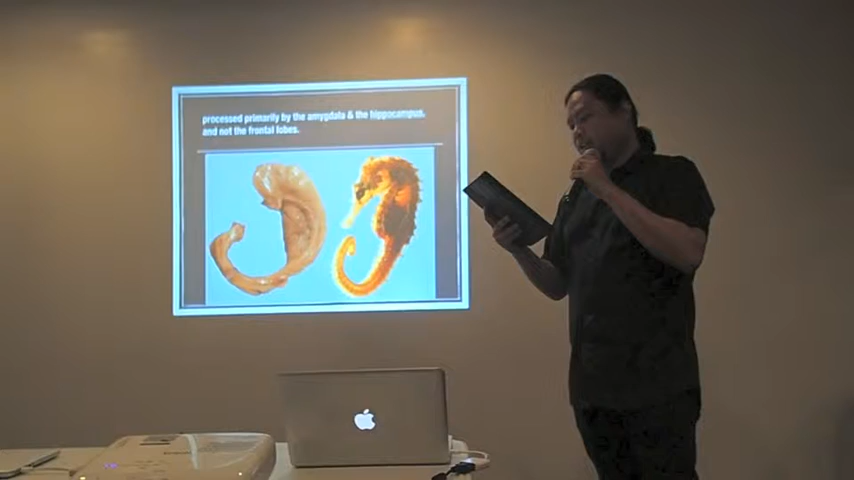 processed primarily by the amygdala & the hippocampus,
and not the frontal lobes.